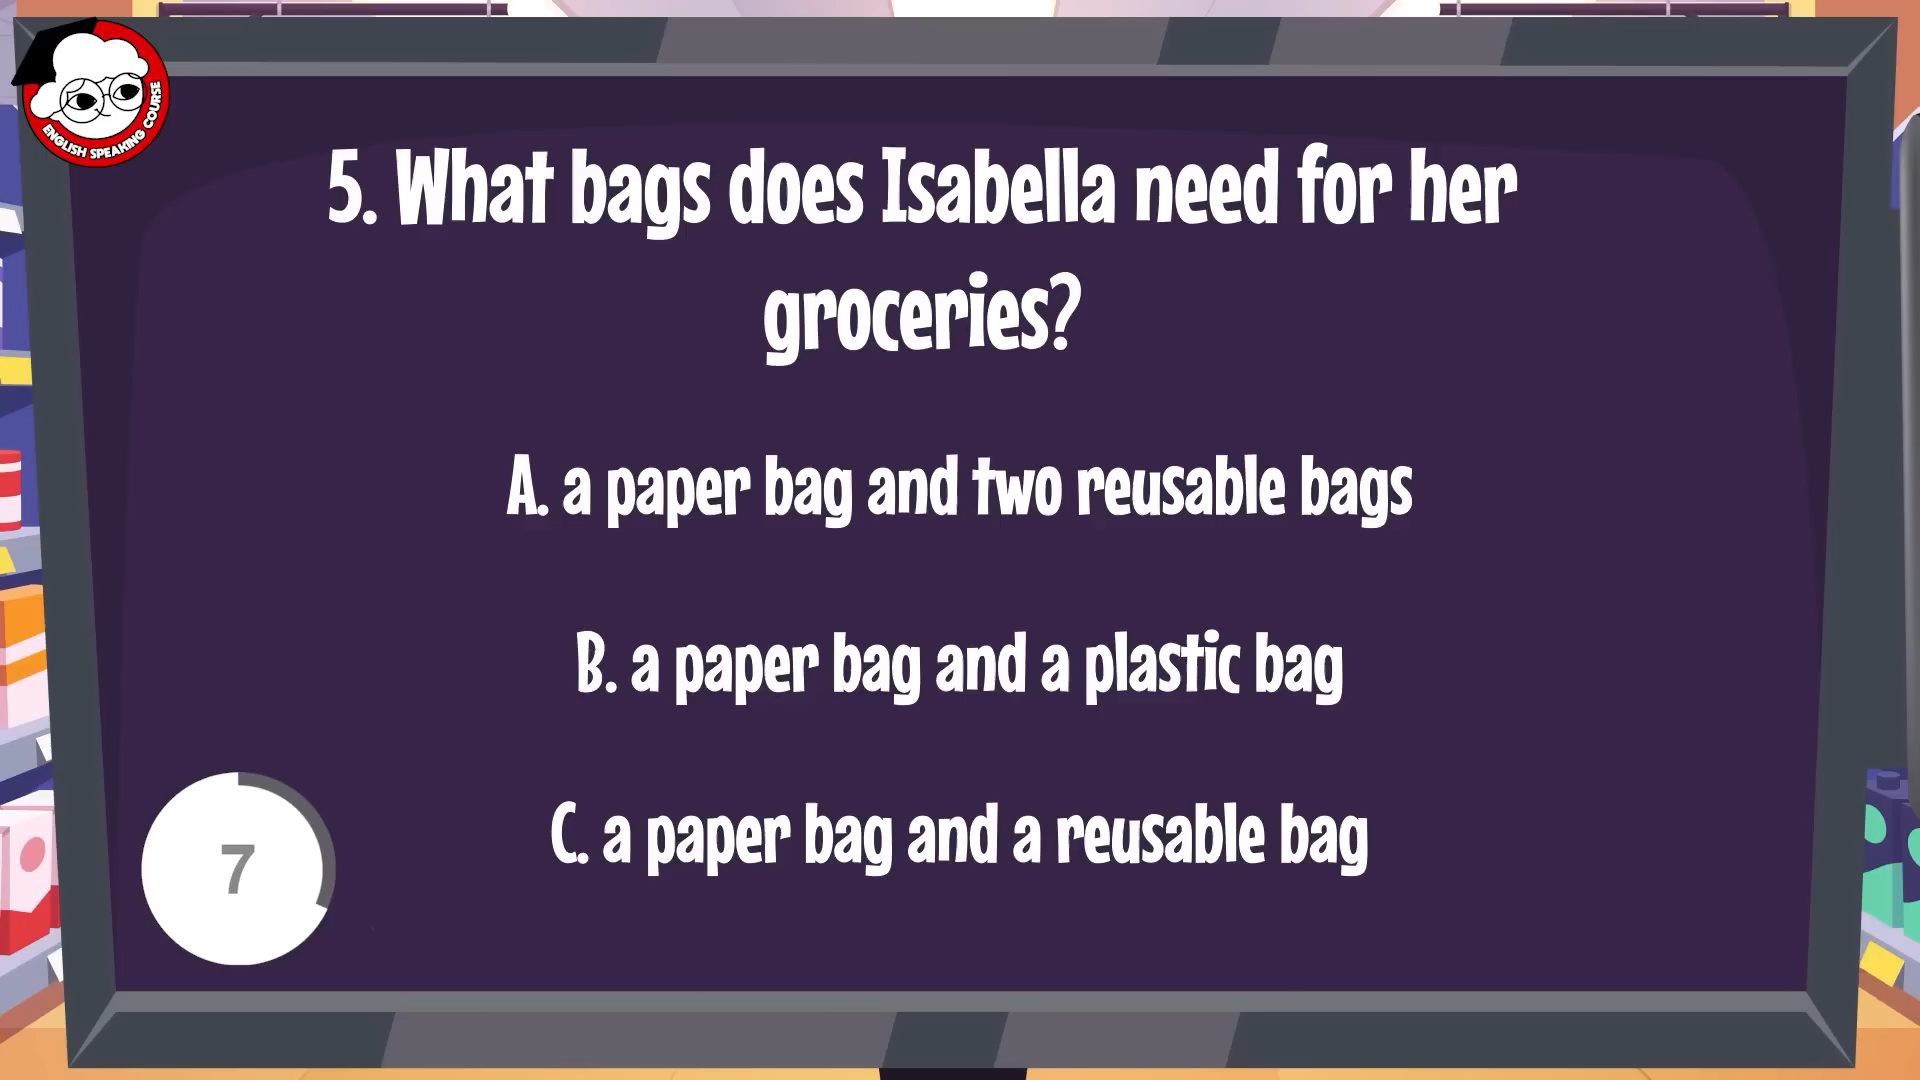 ENGLISH SPEAKING COURSE
5. What bags does Isabella need for her
groceries?
A. a paper bag and two reusable bags
B. a paper bag and a plastic bag
C. a paper bag and a reusable bag
7